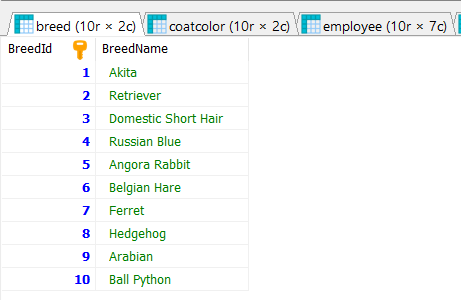 breed (10r × 2c) coatcolor (10r × 2c) employee (10r × 7c)
BreedId BreedName
1 Akita
2 Retriever
3 Domestic Short Hair
4 Russian Blue
5 Angora Rabbit
6 Belgian Hare
7 Ferret
8 Hedgehog
9 Arabian
10 Ball Python